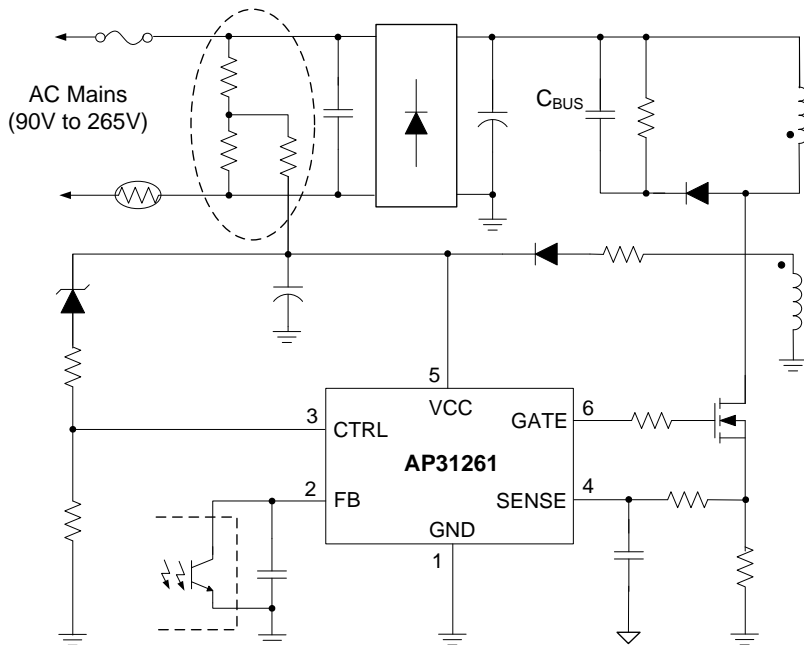 AC Mains
(90V to 265V)
CBUS
5
VCC
3
CTRL
GATE
6
AP31261
2
FB
SENSE
4
GND
1